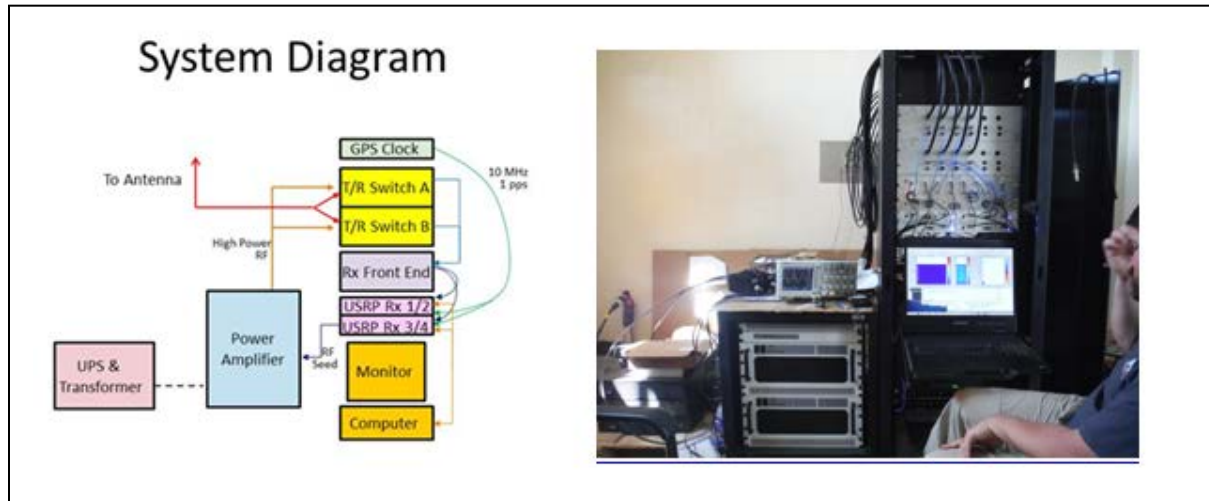 System Diagram
GPS Clock
10 MHz
1 pps
To Antenna
T/R Switch A
T/R Switch B
High Power
RF
Rx Front End
USRP Rx 1/2
USRP Rx 3/4
RF
Seed
Power
Amplifier
UPS &
Transformer
Monitor
Computer